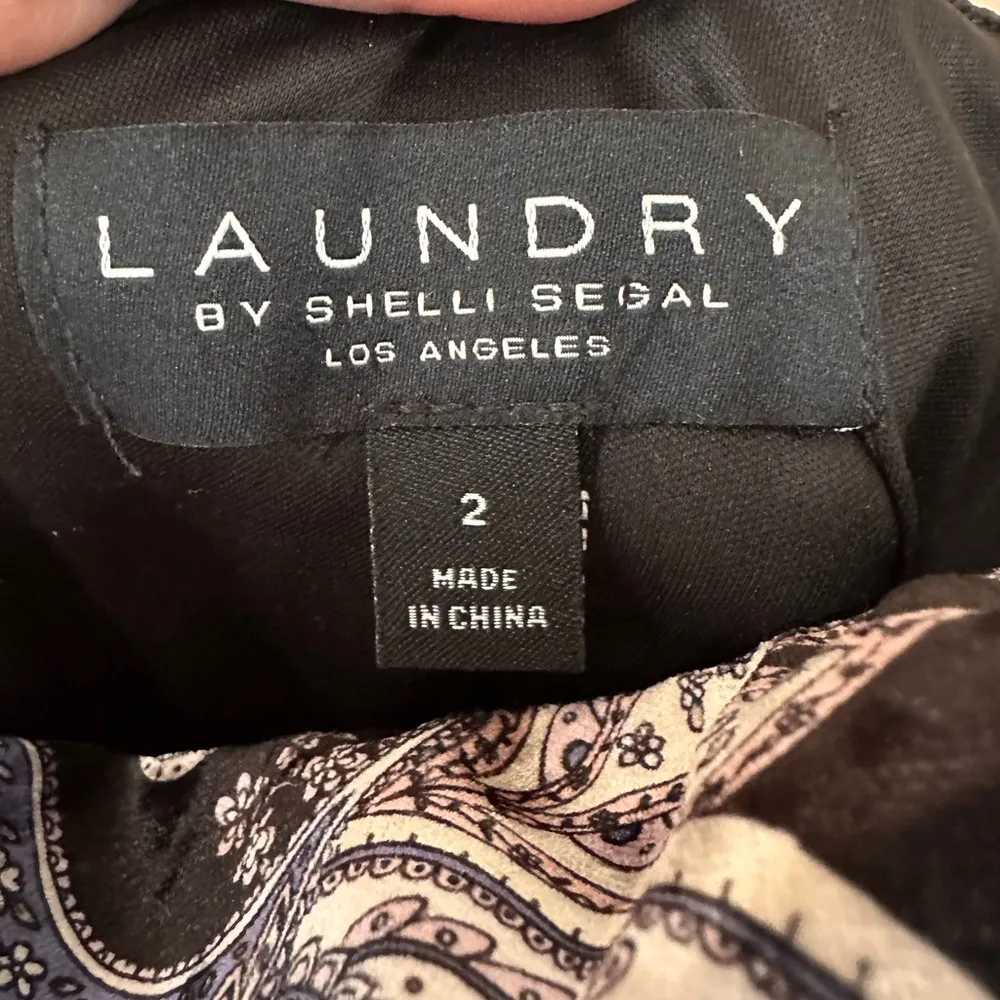 LAUNDRY
BY SHELLI SEGAL
LOS ANGELES
2
MADE
IN CHINA